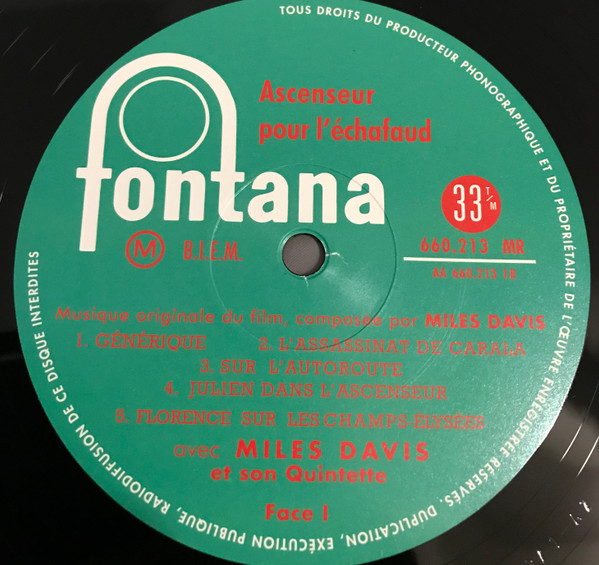 TOUS DROITS DU PRODUCTEUR PHONOGRAPHIQUE ET DU PROPRIÉTAIRE DE L'ŒUVRE ENREGISTRÉE RÉSERVÉS, DUPLICATION, EXÉCUTION PUBLIQUE, RADIODIFFUSION DE CE DISQUE INTERDITES
Ascenseur
pour l'échafaud
fontana
33 T/M
M B.I.E.M.
660.213 MR
AA 660.213 1B
Musique originale du film, composée par MILES DAVIS
1. GÉNÉRIQUE 2. L'ASSASSINAT DE CARALA
3. SUR L'AUTOROUTE
4. JULIEN DANS L'ASCENSEUR
5. FLORENCE SUR LES CHAMPS-ÉLYSÉES
avec MILES DAVIS
et son Quintette
Face 1